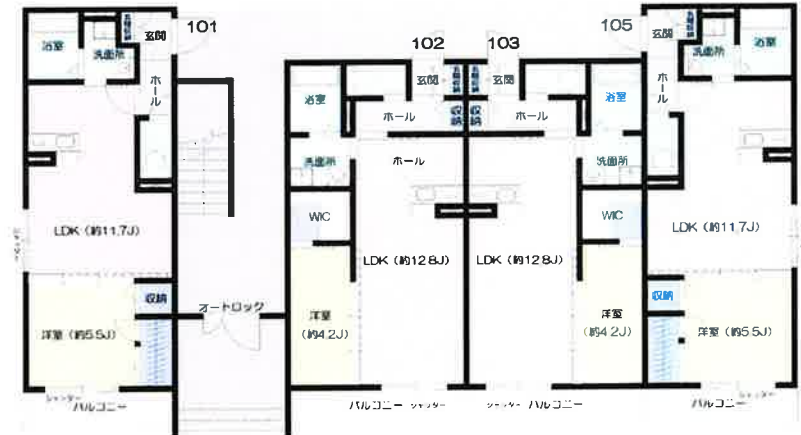 101
浴室
洗面所
玄関
ホール
LDK（約11.7J）
収納
洋室（約5.5J）
シャッター
バルコニー
オートロック
102
玄関
浴室
ホール
収納
洗面所
ホール
WIC
LDK（約12.8J）
洋室
（約4.2J）
バルコニー
シャッター
103
玄関
収納
ホール
浴室
洗面所
WIC
LDK（約12.8J）
洋室
（約4.2J）
シャッター
バルコニー
105
玄関
洗面所
浴室
ホール
LDK（約11.7J）
収納
洋室（約5.5J）
バルコニー
シャッター